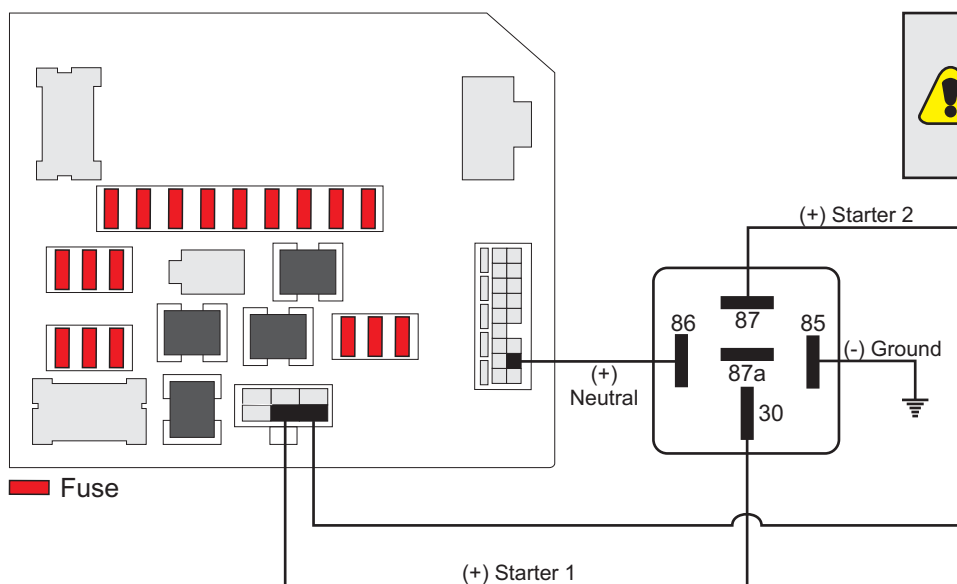 (+) Starter 2
86
87
85
(-) Ground
(+)
Neutral
87a
30
Fuse
(+) Starter 1